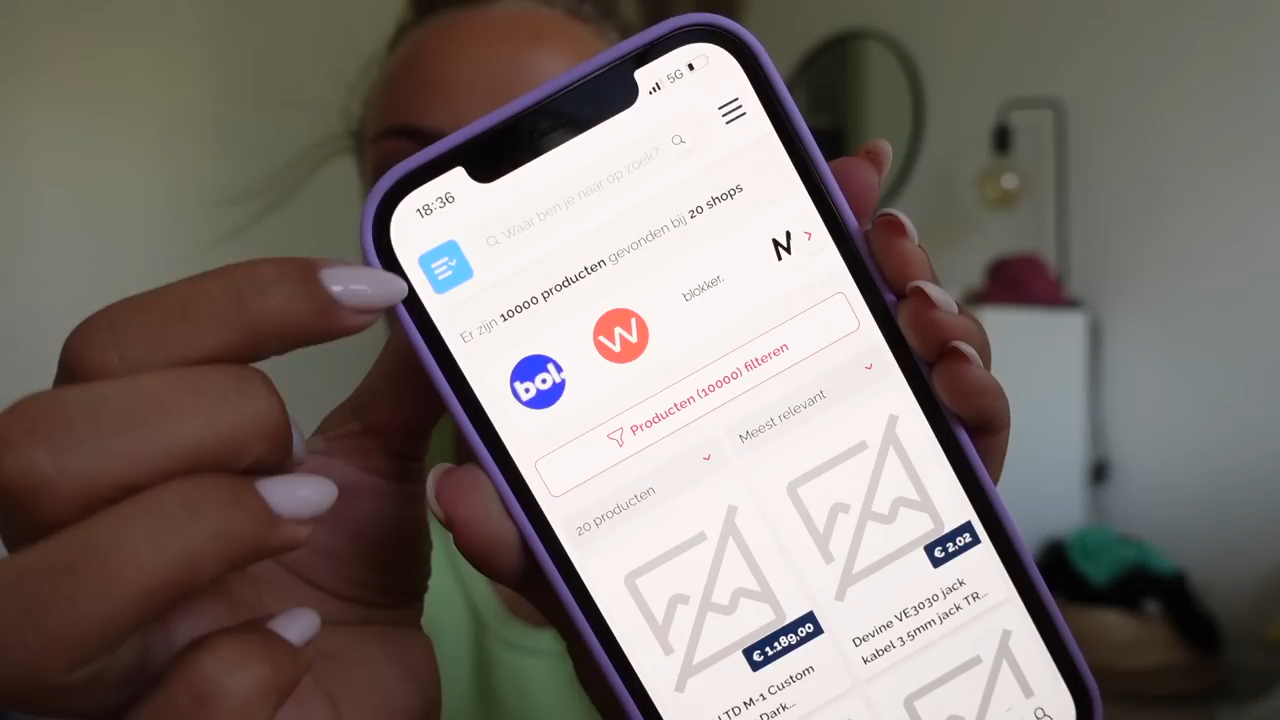 18:36
5G
Waar ben je naar op zoek?
Er zijn 10000 producten gevonden bij 20 shops
bol.
W
blokker.
N
Producten (10000) filteren
20 producten
Meest relevant
€ 1.189,00
€ 2,02
LTD M-1 Custom
Dark...
Devine VE3030 jack
kabel 3.5mm jack TR...